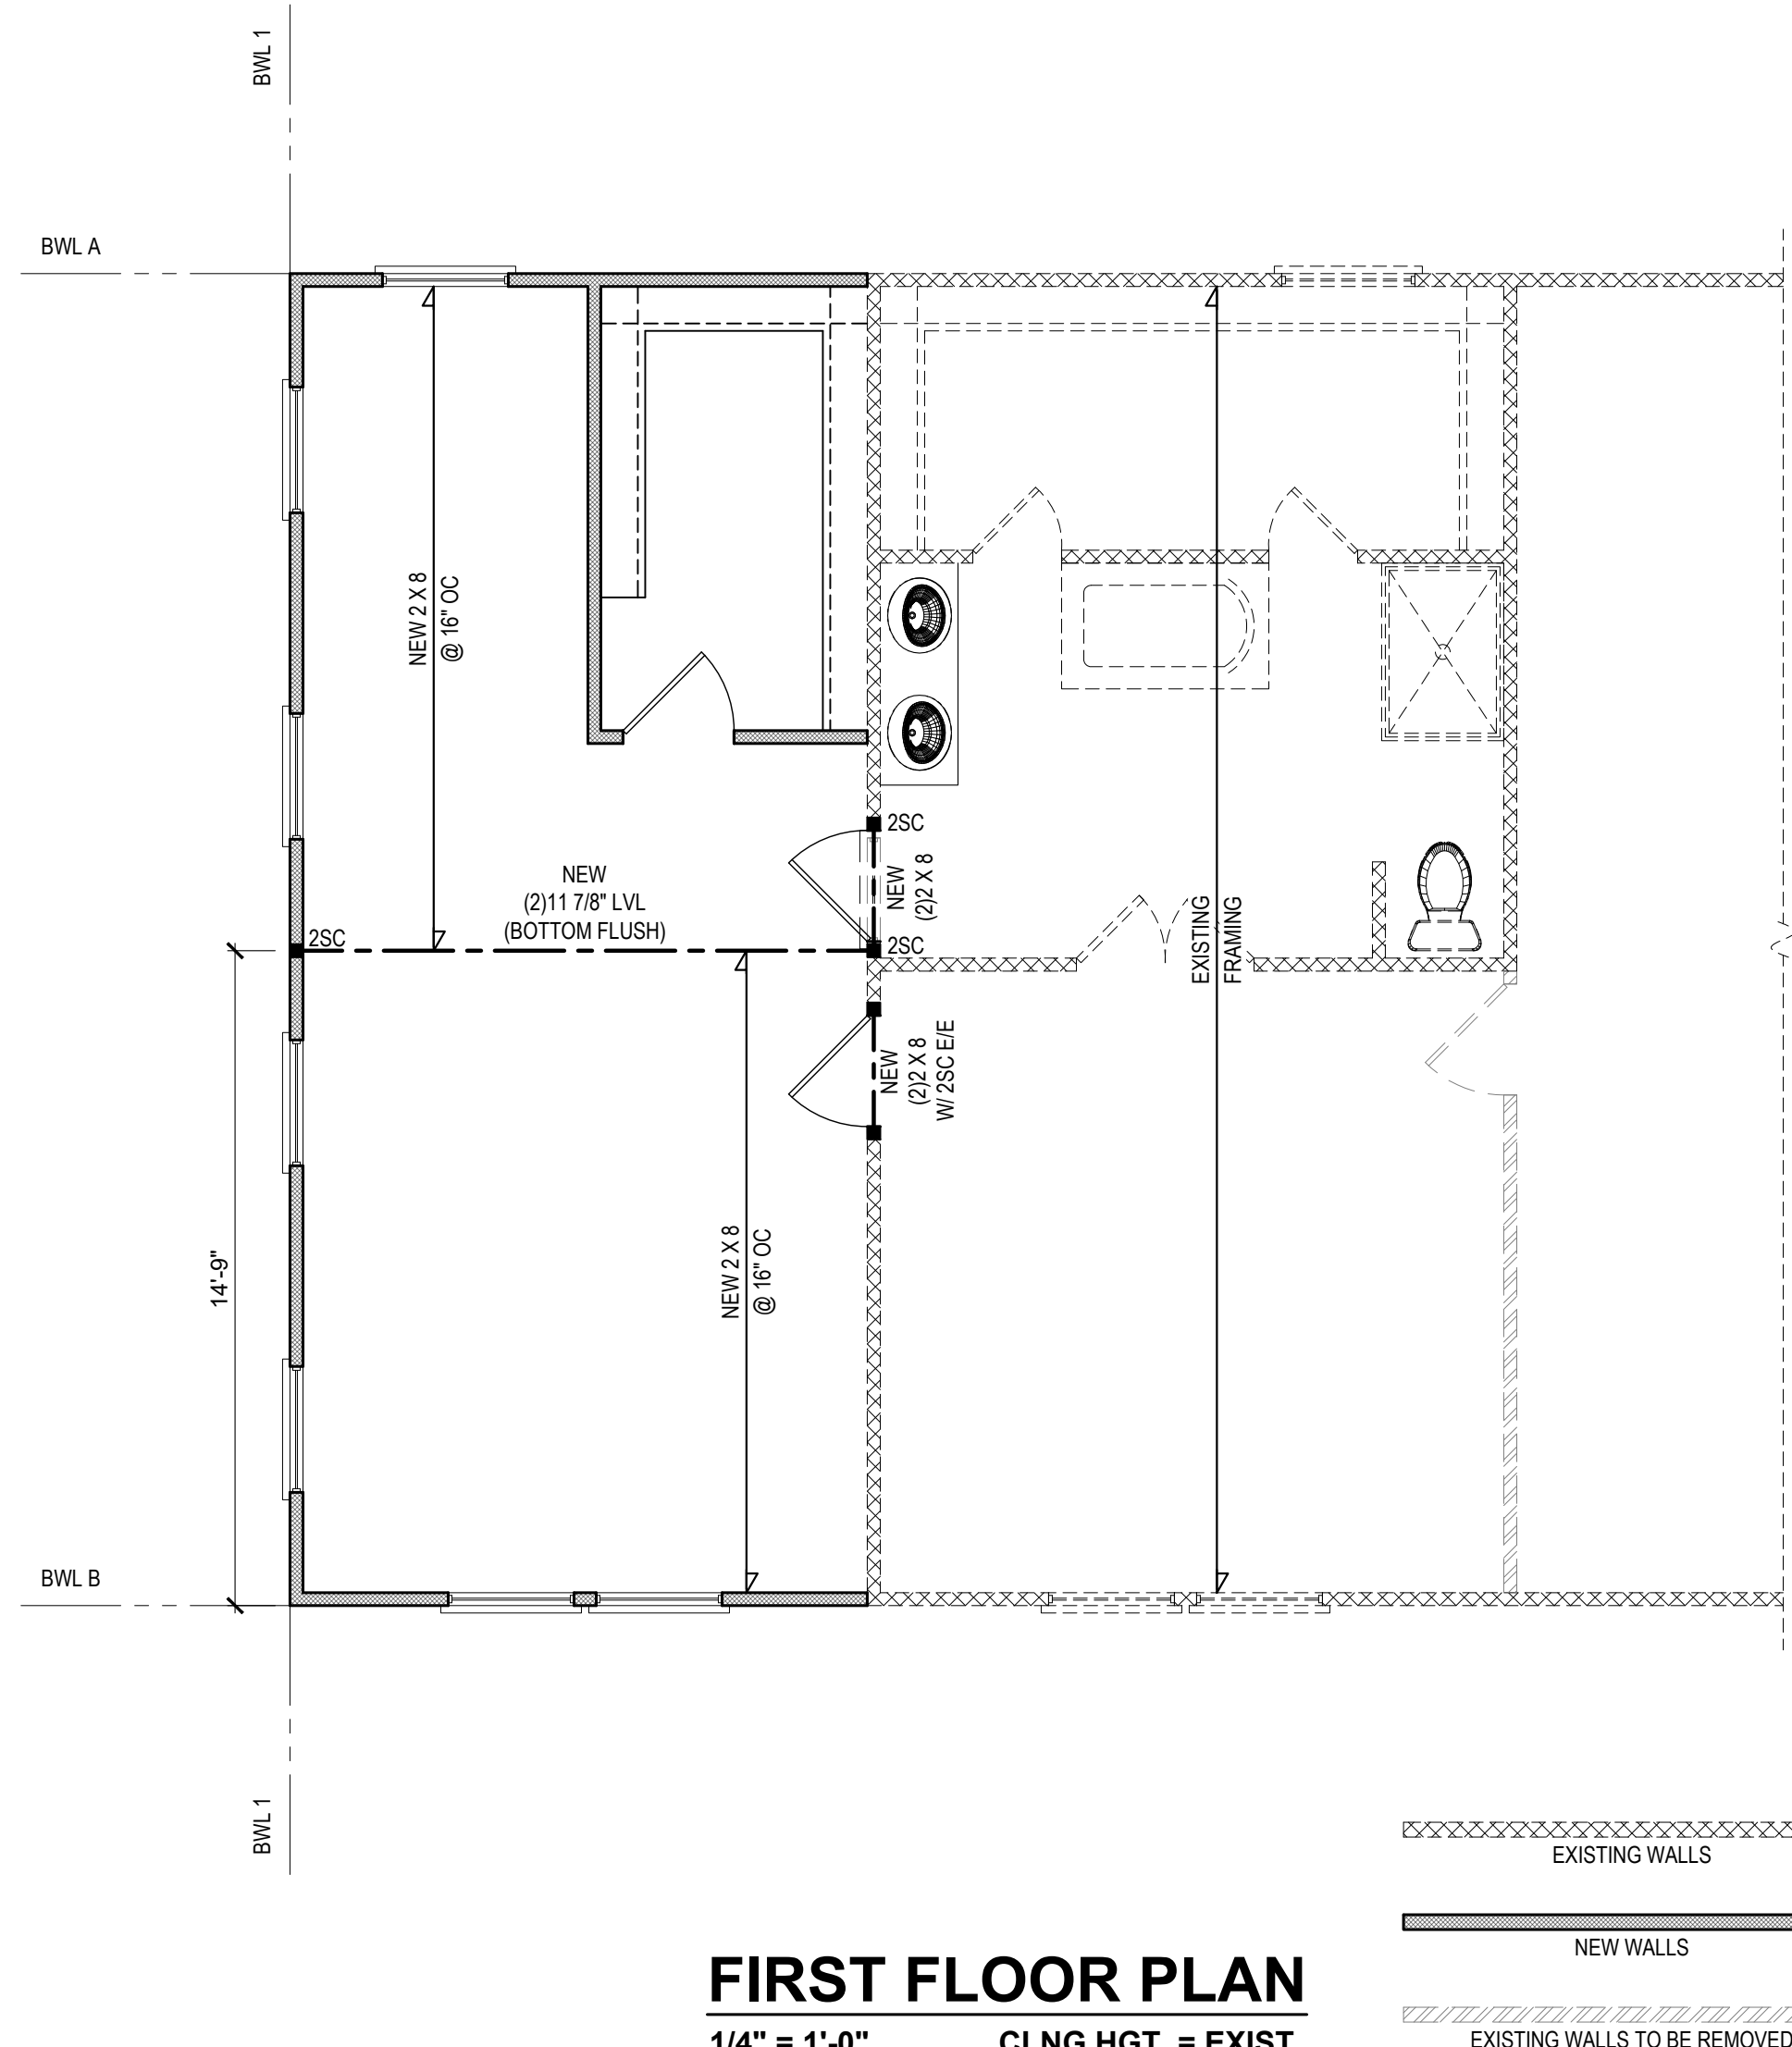 BWL 1
BWL A
NEW 2 X 8
@ 16" OC
2SC
NEW
(2)2 X 8
NEW
(2)11 7/8" LVL
(BOTTOM FLUSH)
2SC
2SC
EXISTING
FRAMING
NEW
(2)2 X 8
W/ 2SC E/E
NEW 2 X 8
@ 16" OC
14'-9"
BWL B
BWL 1
EXISTING WALLS
NEW WALLS
FIRST FLOOR PLAN
1/4" = 1'-0" CLNG HGT. = EXIST.
EXISTING WALLS TO BE REMOVED